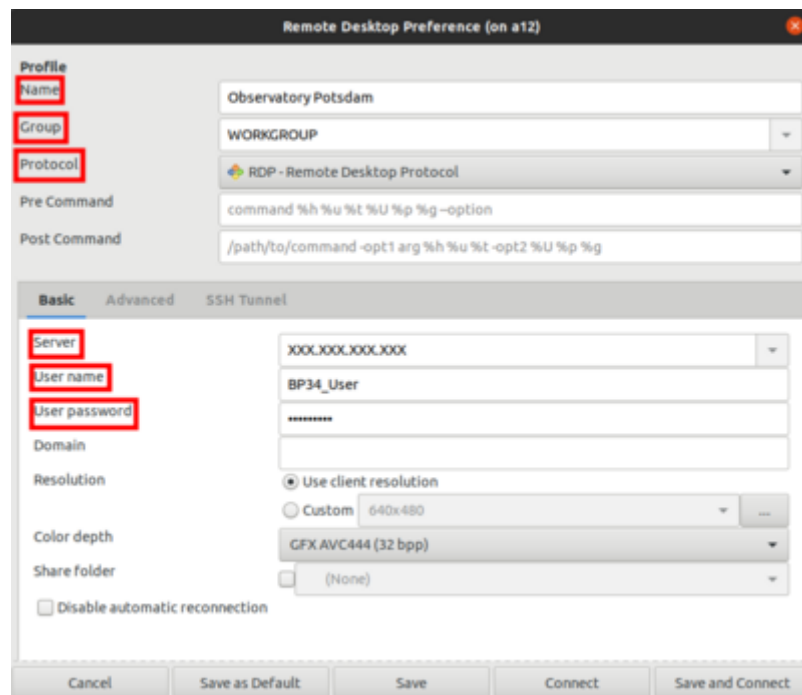 Remote Desktop Preference (on a12)
Profile
Name Observatory Potsdam
Group WORKGROUP
Protocol RDP - Remote Desktop Protocol
Pre Command command %h %u %t %U %p %g --option
Post Command /path/to/command -opt1 arg %h %u %t -opt2 %U %p %g
Basic Advanced SSH Tunnel
Server XXX.XXX.XXX.XXX
User name BP34_User
User password •••••••••
Domain
Resolution Use client resolution
Custom 640x480 ...
Color depth GFX AVC444 (32 bpp)
Share folder (None)
Disable automatic reconnection
Cancel Save as Default Save Connect Save and Connect